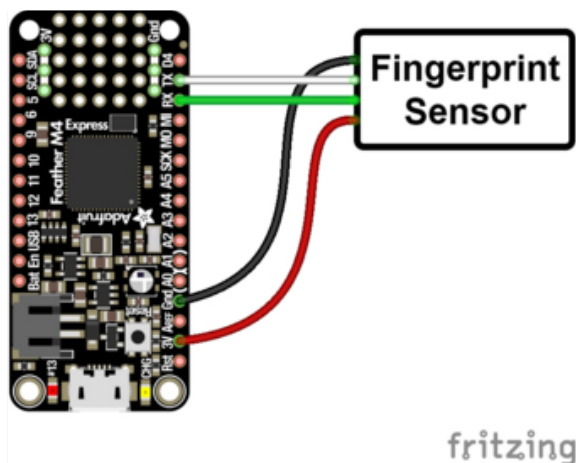 3V
Gnd
D4
TX
RX
MI
MO
SCK
A5
A4
A3
A2
A1
A0
Gnd
AREF
3V
Rst
SDA
SCL
5
6
9
10
11
12
13
USB
En
Bat
Feather M4
Express
Adafruit
#13
CHG
Fingerprint
Sensor
fritzing